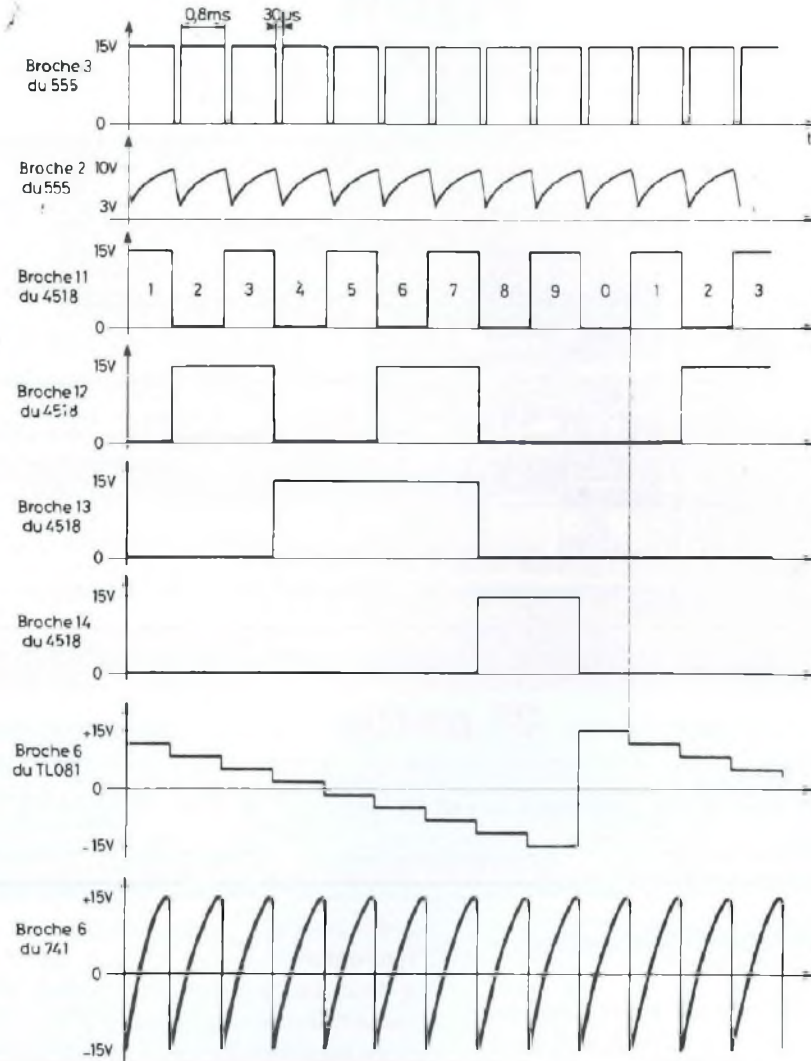 0,8ms 30µs
15V
Broche 3
du 555
0
t
Broche 2
du 555
10V
3V
15V
Broche 11
du 4518
1 2 3 4 5 6 7 8 9 0 1 2 3
0
15V
Broche 12
du 4518
0
15V
Broche 13
du 4518
0
15V
Broche 14
du 4518
0
+15V
Broche 6
du TL081
0
-15V
+15V
Broche 6
du 741
0
-15V